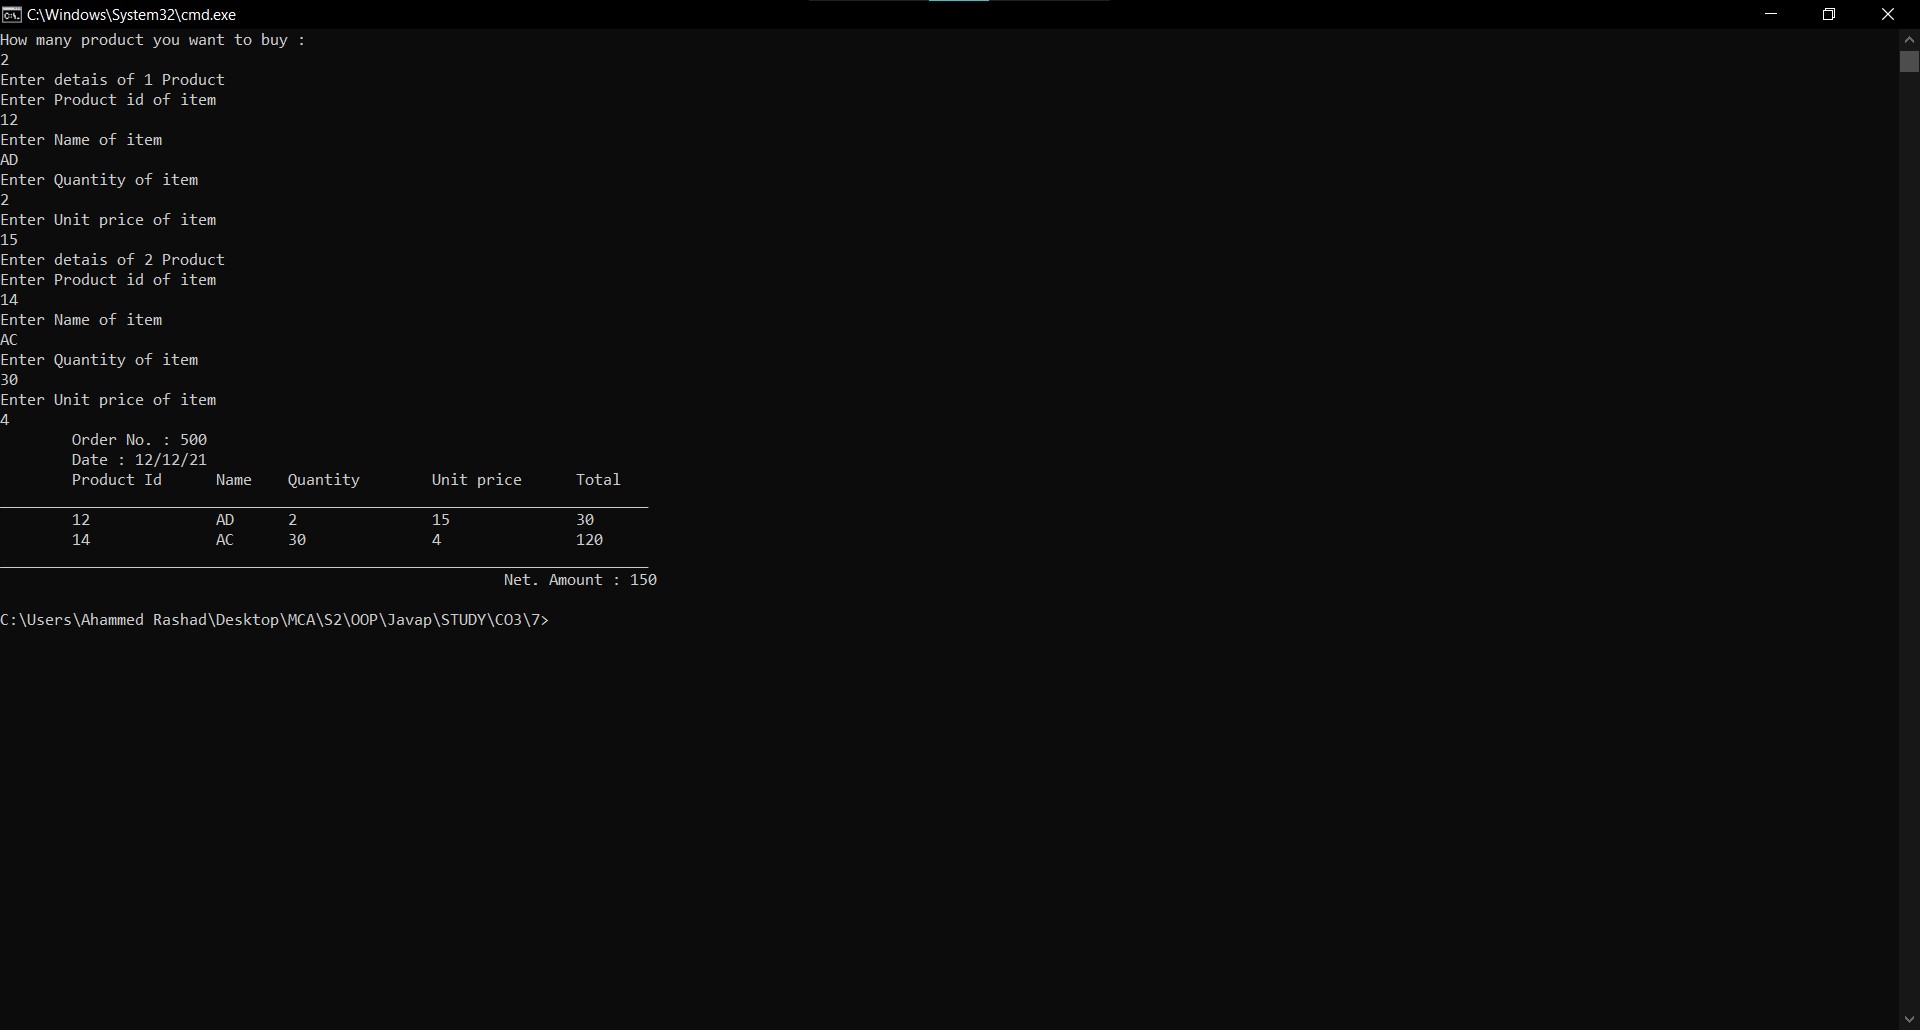 C:\Windows\System32\cmd.exe
How many product you want to buy :
2
Enter detais of 1 Product
Enter Product id of item
12
Enter Name of item
AD
Enter Quantity of item
2
Enter Unit price of item
15
Enter detais of 2 Product
Enter Product id of item
14
Enter Name of item
AC
Enter Quantity of item
30
Enter Unit price of item
4
Order No. : 500
Date : 12/12/21
Product Id Name Quantity Unit price Total
12 AD 2 15 30
14 AC 30 4 120
Net. Amount : 150
C:\Users\Ahammed Rashad\Desktop\MCA\S2\OOP\Javap\STUDY\CO3\7>